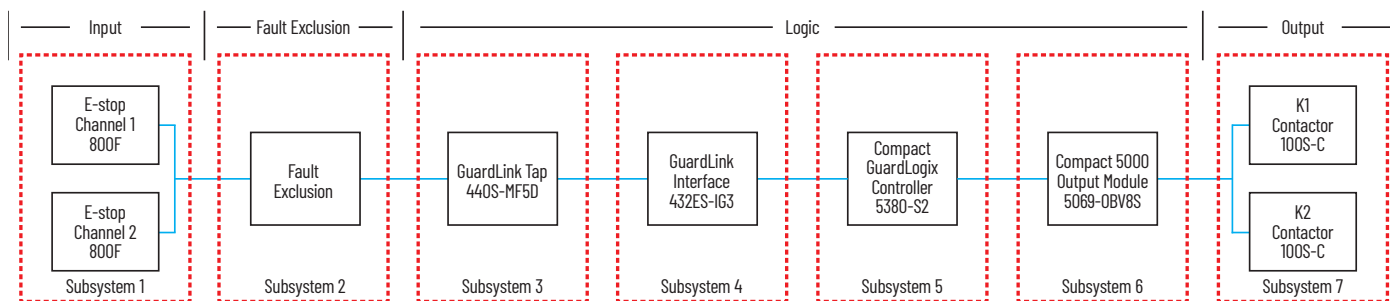 Input
Fault Exclusion
Logic
Output
E-stop
Channel 1
800F
E-stop
Channel 2
800F
Subsystem 1
Fault
Exclusion
Subsystem 2
GuardLink Tap
440S-MF5D
Subsystem 3
GuardLink
Interface
432ES-IG3
Subsystem 4
Compact
GuardLogix
Controller
5380-S2
Subsystem 5
Compact 5000
Output Module
5069-OBV8S
Subsystem 6
K1
Contactor
100S-C
K2
Contactor
100S-C
Subsystem 7